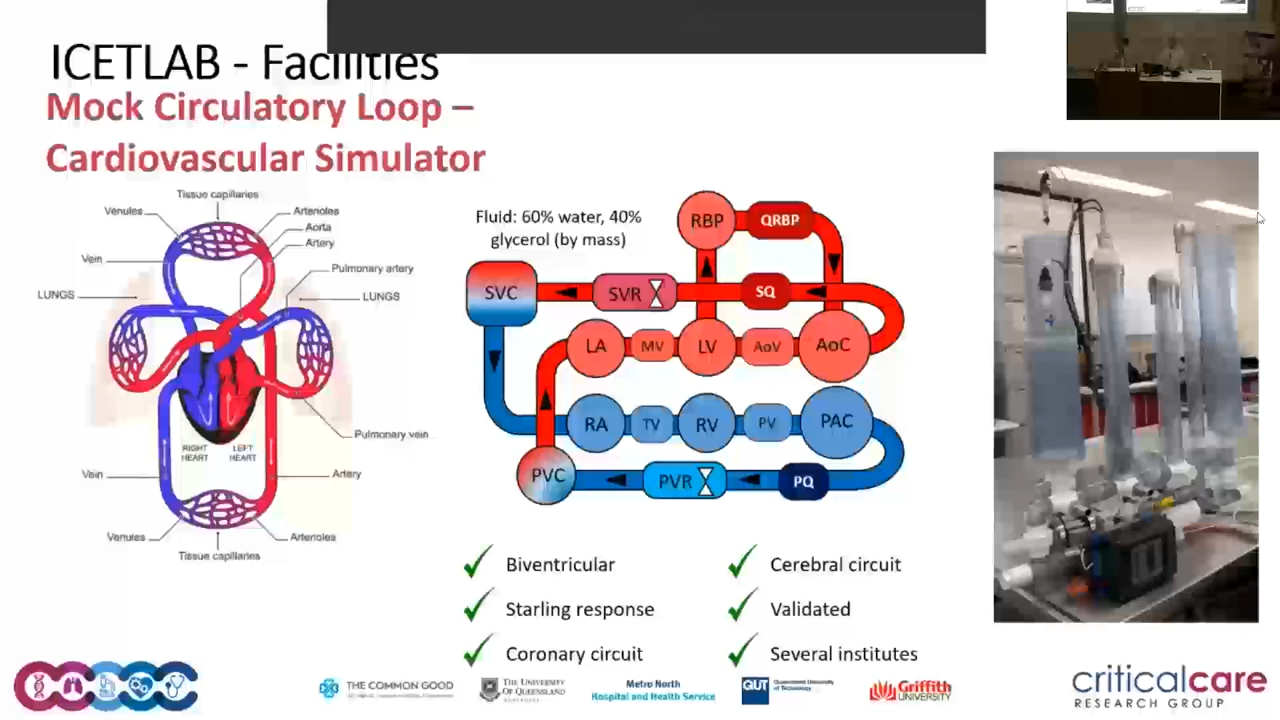 ICETLAB - Facilities
Mock Circulatory Loop –
Cardiovascular Simulator
Tissue capillaries
Venules
Arterioles
Aorta
Artery
Vein
Pulmonary artery
LUNGS
LUNGS
RIGHT HEART
LEFT HEART
Pulmonary vein
Vein
Artery
Venules
Arterioles
Tissue capillaries
Fluid: 60% water, 40%
glycerol (by mass)
RBP
QRBP
SVC
SVR
SQ
LA
MV
LV
AoV
AoC
RA
TV
RV
PV
PAC
PVC
PVR
PQ
Biventricular
Starling response
Coronary circuit
Cerebral circuit
Validated
Several institutes
THE COMMON GOOD
THE UNIVERSITY
OF QUEENSLAND
Metro North
Hospital and Health Service
QUT
Queensland University
of Technology
Griffith
UNIVERSITY
criticalcare
RESEARCH GROUP